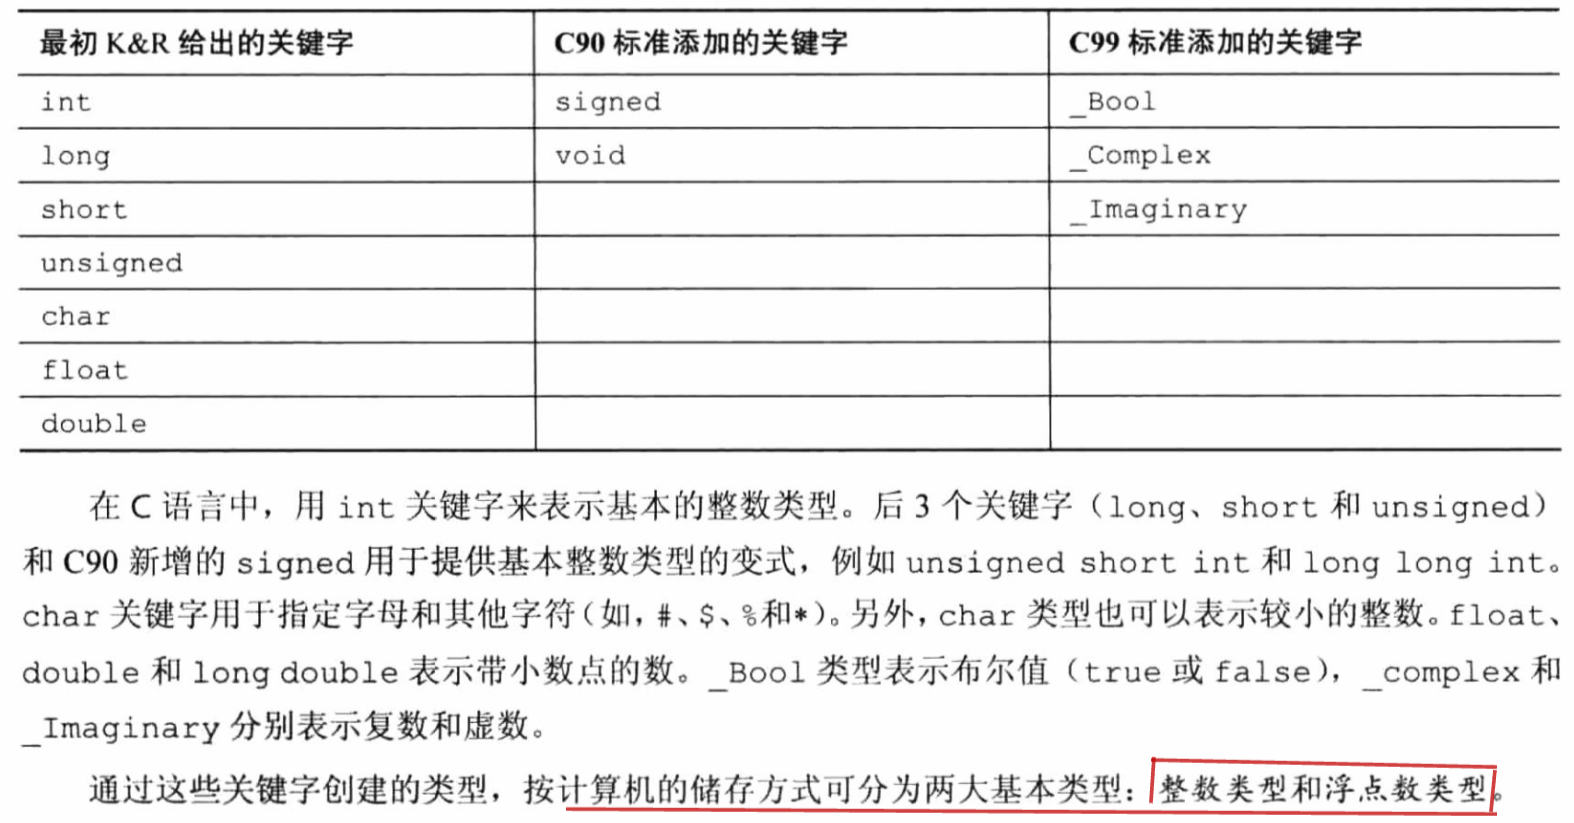 最初 K&R 给出的关键字 C90 标准添加的关键字 C99 标准添加的关键字
int signed _Bool
long void _Complex
short _Imaginary
unsigned
char
float
double
在 C 语言中，用 int 关键字来表示基本的整数类型。后 3 个关键字（long、short 和 unsigned）
和 C90 新增的 signed 用于提供基本整数类型的变式，例如 unsigned short int 和 long long int。
char 关键字用于指定字母和其他字符（如，#、$、%和*）。另外，char 类型也可以表示较小的整数。float、
double 和 long double 表示带小数点的数。_Bool 类型表示布尔值（true 或 false），_complex 和
_Imaginary 分别表示复数和虚数。
通过这些关键字创建的类型，按计算机的储存方式可分为两大基本类型：整数类型和浮点数类型。